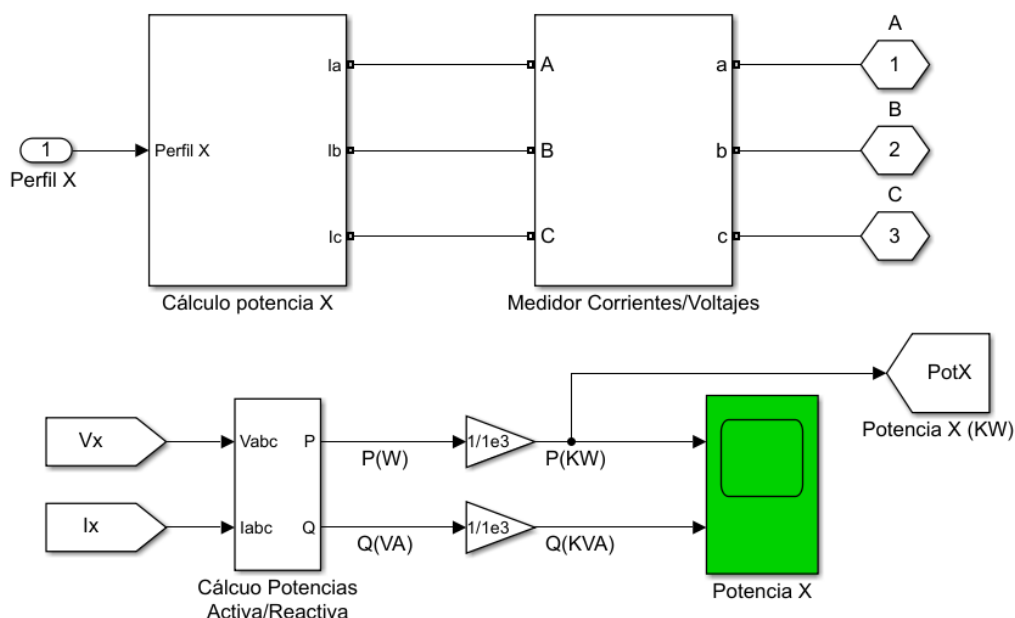 A
1
Ia
A
a
B
1
Perfil X
Ib
B
b
2
Perfil X
C
Ic
C
c
3
Cálculo potencia X
Medidor Corrientes/Voltajes
PotX
Potencia X (KW)
Vx
Vabc
P
P(W)
1/1e3
P(KW)
Ix
Iabc
Q
Q(VA)
1/1e3
Q(KVA)
Cálcuo Potencias
Activa/Reactiva
Potencia X